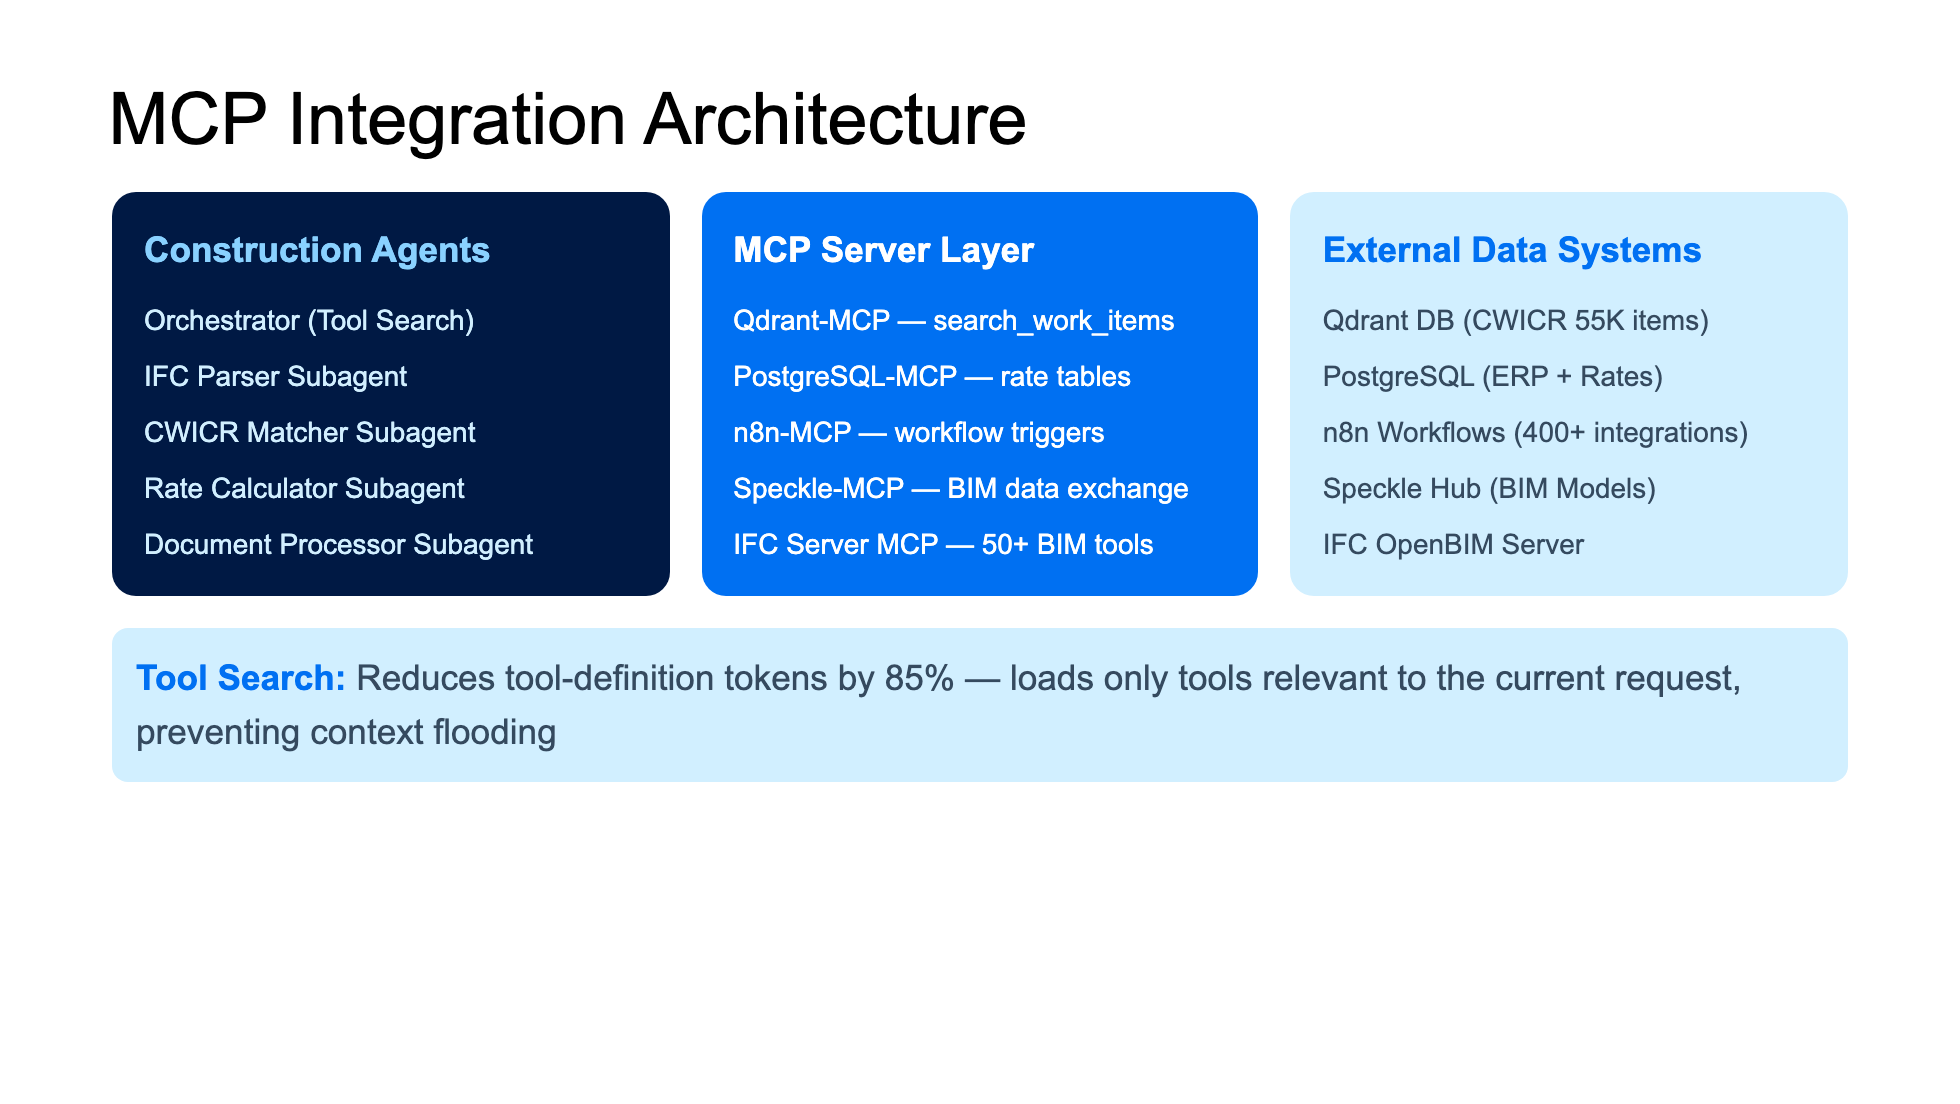 MCP Integration Architecture
Construction Agents
Orchestrator (Tool Search)
IFC Parser Subagent
CWICR Matcher Subagent
Rate Calculator Subagent
Document Processor Subagent
MCP Server Layer
Qdrant-MCP — search_work_items
PostgreSQL-MCP — rate tables
n8n-MCP — workflow triggers
Speckle-MCP — BIM data exchange
IFC Server MCP — 50+ BIM tools
External Data Systems
Qdrant DB (CWICR 55K items)
PostgreSQL (ERP + Rates)
n8n Workflows (400+ integrations)
Speckle Hub (BIM Models)
IFC OpenBIM Server
Tool Search: Reduces tool-definition tokens by 85% — loads only tools relevant to the current request,
preventing context flooding